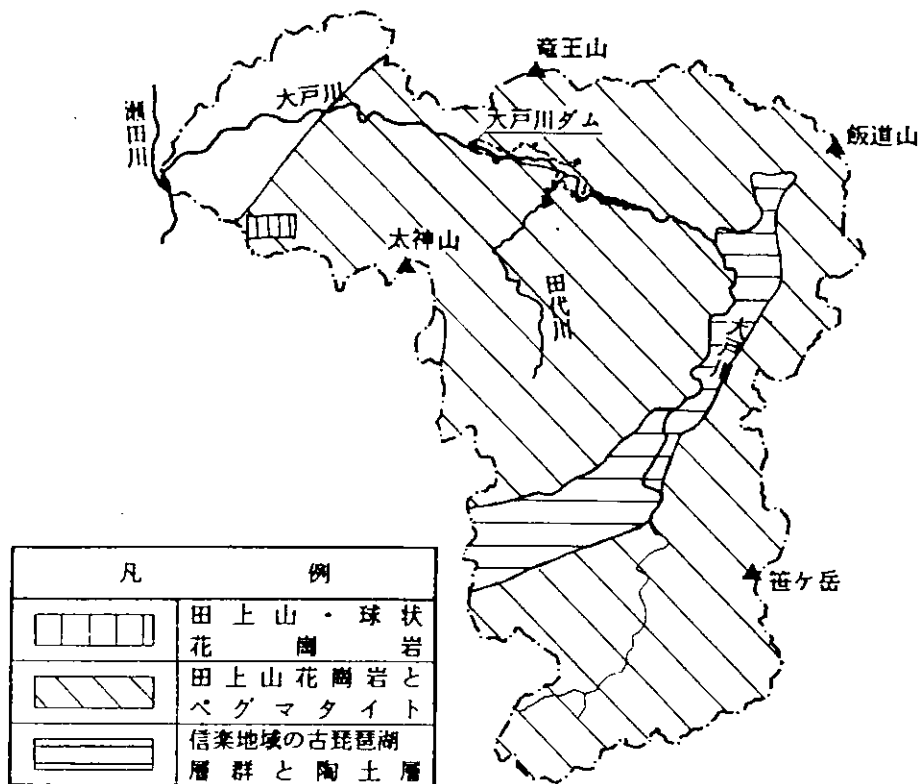 竜王山
大戸川
瀬田川
大戸川ダム
飯道山
太神山
田代川
大戸川
笹ケ岳
凡 例
田上山・球状
花崗岩
田上山花崗岩と
ペグマタイト
信楽地域の古琵琶湖
層群と陶土層